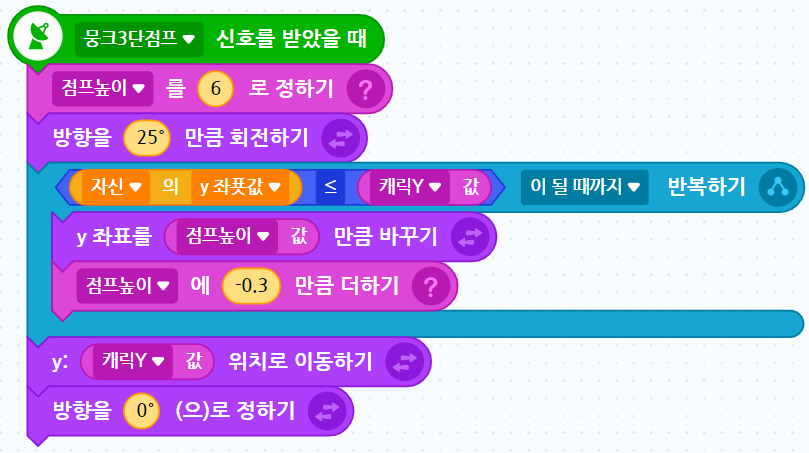 뭉크3단점프 신호를 받았을 때
점프높이 를 6 로 정하기 ?
방향을 25° 만큼 회전하기
자신 의 y 좌푯값 ≤ 캐릭Y 값 이 될 때까지 반복하기
y 좌표를 점프높이 값 만큼 바꾸기
점프높이 에 -0.3 만큼 더하기 ?
y: 캐릭Y 값 위치로 이동하기
방향을 0° (으)로 정하기